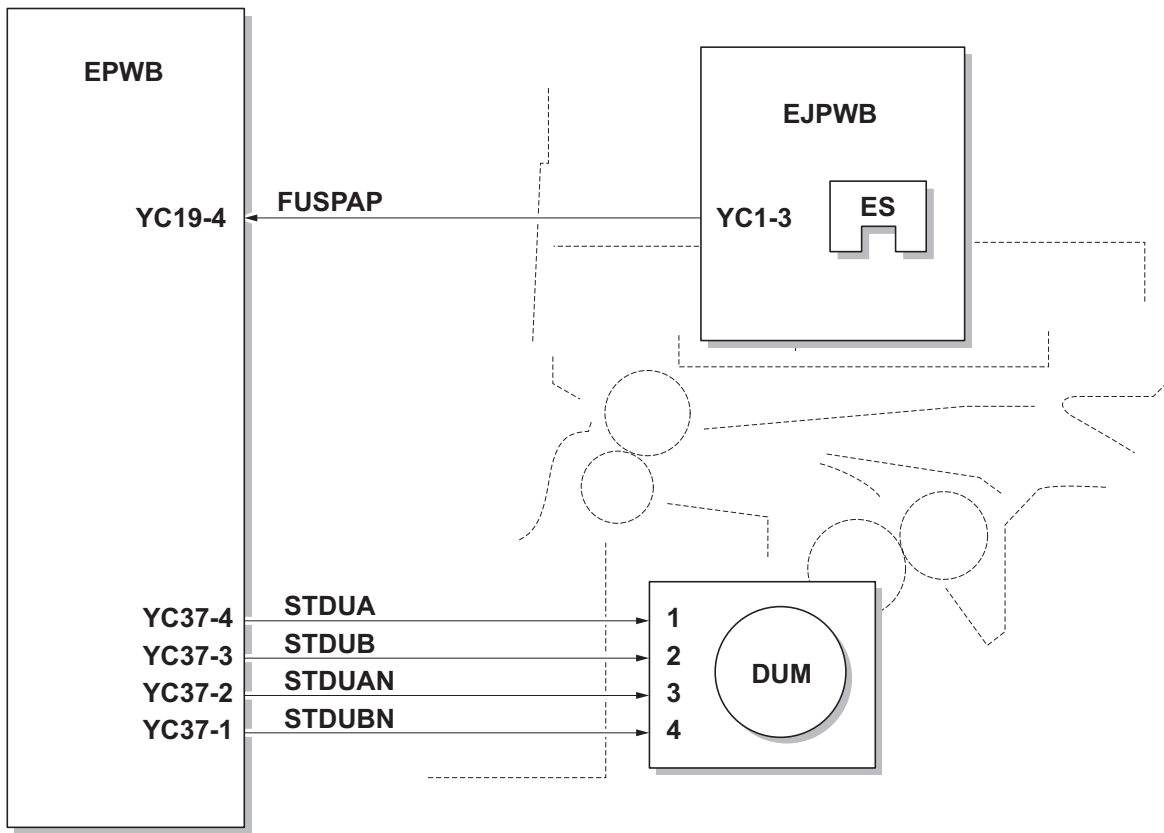 EPWB
EJPWB
YC19-4
FUSPAP
YC1-3
ES
YC37-4
STDUA
1
YC37-3
STDUB
2
YC37-2
STDUAN
3
YC37-1
STDUBN
4
DUM